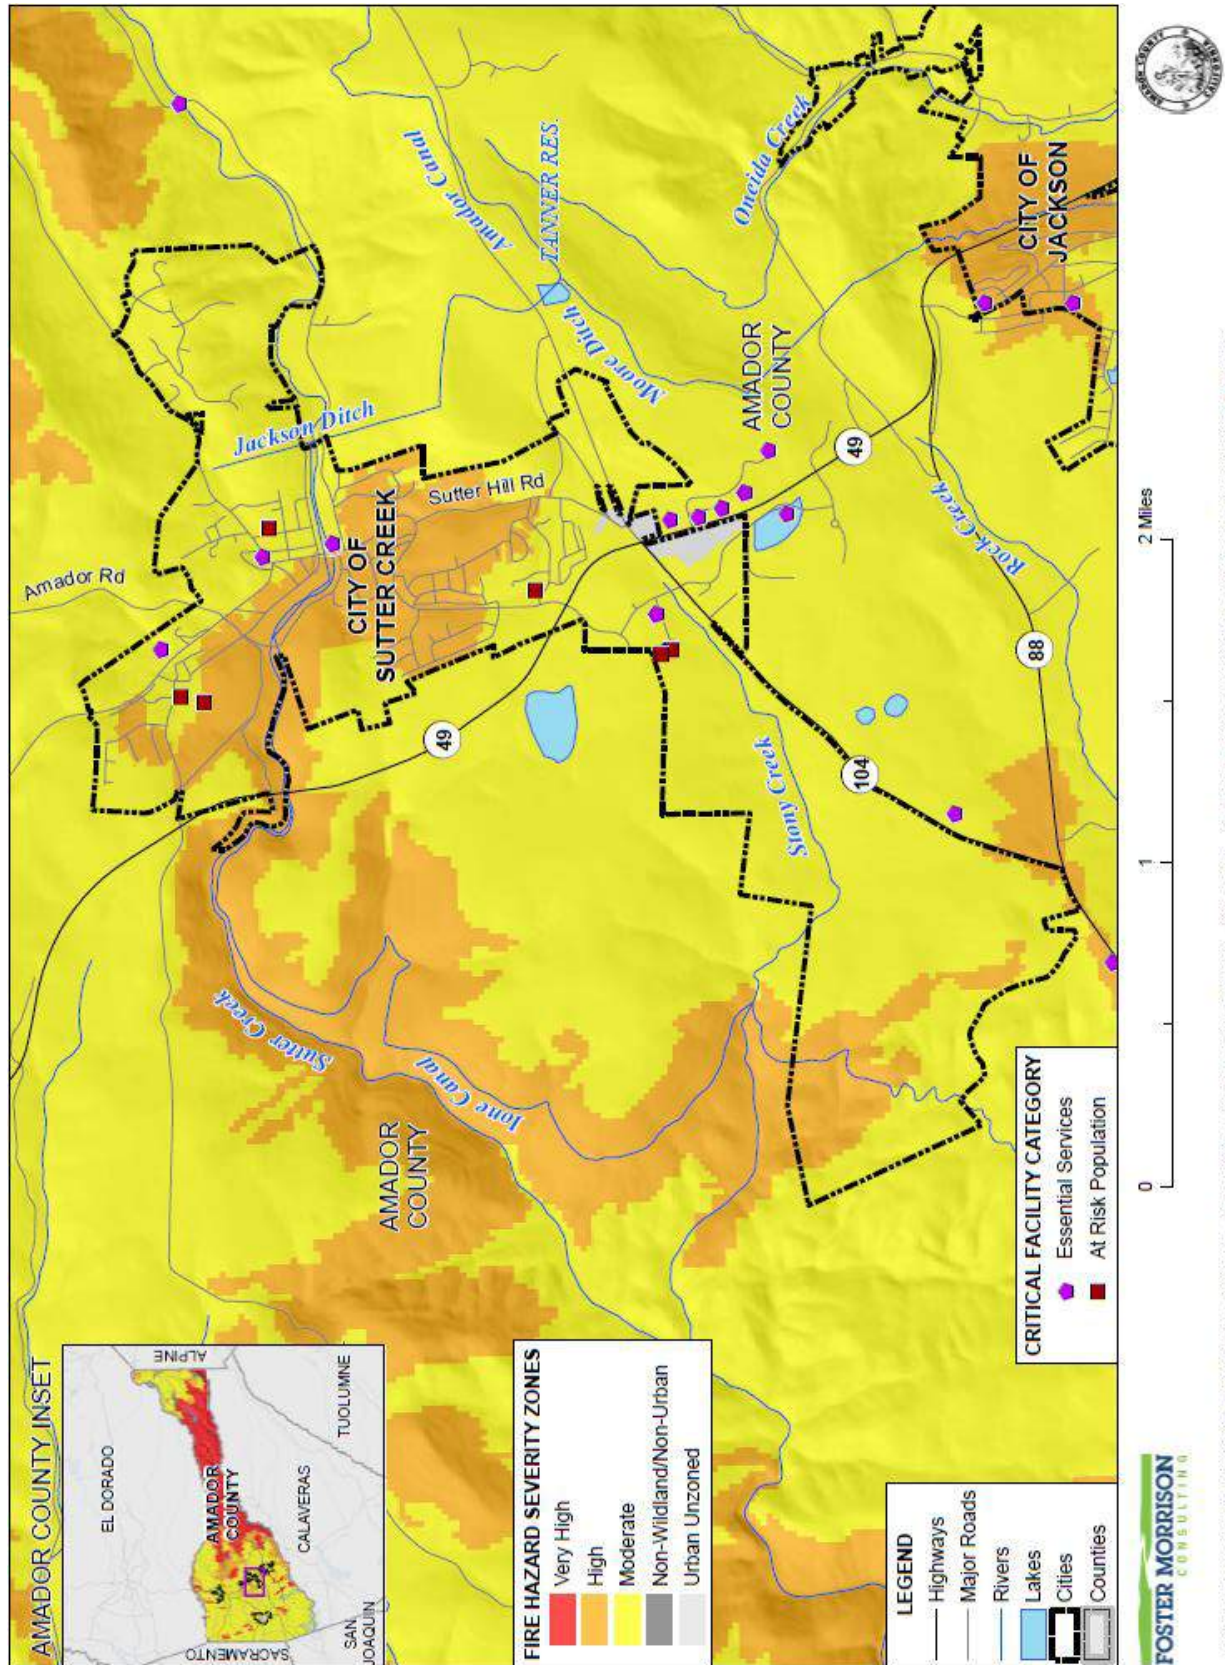 AMADOR COUNTY INSET
EL DORADO
ALPINE
AMADOR
COUNTY
CALAVERAS
TUOLUMNE
SAN
JOAQUIN
SACRAMENTO
FIRE HAZARD SEVERITY ZONES
Very High
High
Moderate
Non-Wildland/Non-Urban
Urban Unzoned
LEGEND
Highways
Major Roads
Rivers
Lakes
Cities
Counties
CRITICAL FACILITY CATEGORY
Essential Services
At Risk Population
Amador Rd
Jackson Ditch
CITY OF
SUTTER CREEK
Sutter Hill Rd
Amador Canal
TANNER RES.
Moore Ditch
Oneida Creek
CITY OF
JACKSON
AMADOR
COUNTY
49
49
Rock Creek
88
104
Stony Creek
Sutter Creek
Ione Canal
AMADOR
COUNTY
0
1
2 Miles
FOSTER MORRISON
CONSULTING
AMADOR COUNTY
CALIFORNIA